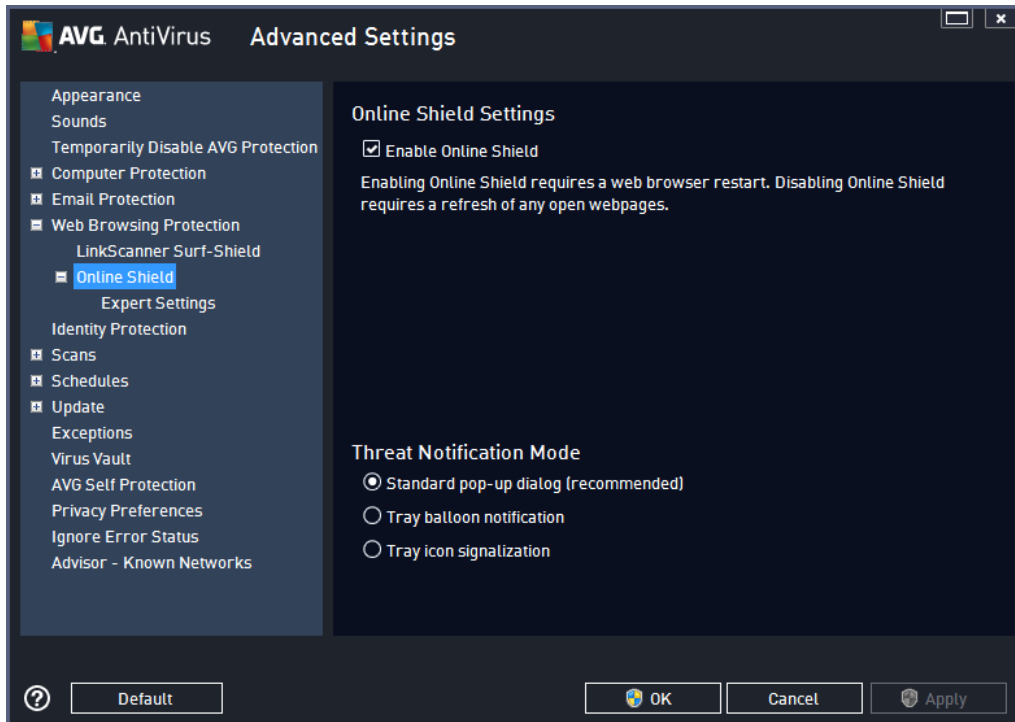 AVG AntiVirus Advanced Settings
Appearance
Sounds
Temporarily Disable AVG Protection
Computer Protection
Email Protection
Web Browsing Protection
LinkScanner Surf-Shield
Online Shield
Expert Settings
Identity Protection
Scans
Schedules
Update
Exceptions
Virus Vault
AVG Self Protection
Privacy Preferences
Ignore Error Status
Advisor - Known Networks
Online Shield Settings
Enable Online Shield
Enabling Online Shield requires a web browser restart. Disabling Online Shield
requires a refresh of any open webpages.
Threat Notification Mode
Standard pop-up dialog (recommended)
Tray balloon notification
Tray icon signalization
? Default OK Cancel Apply